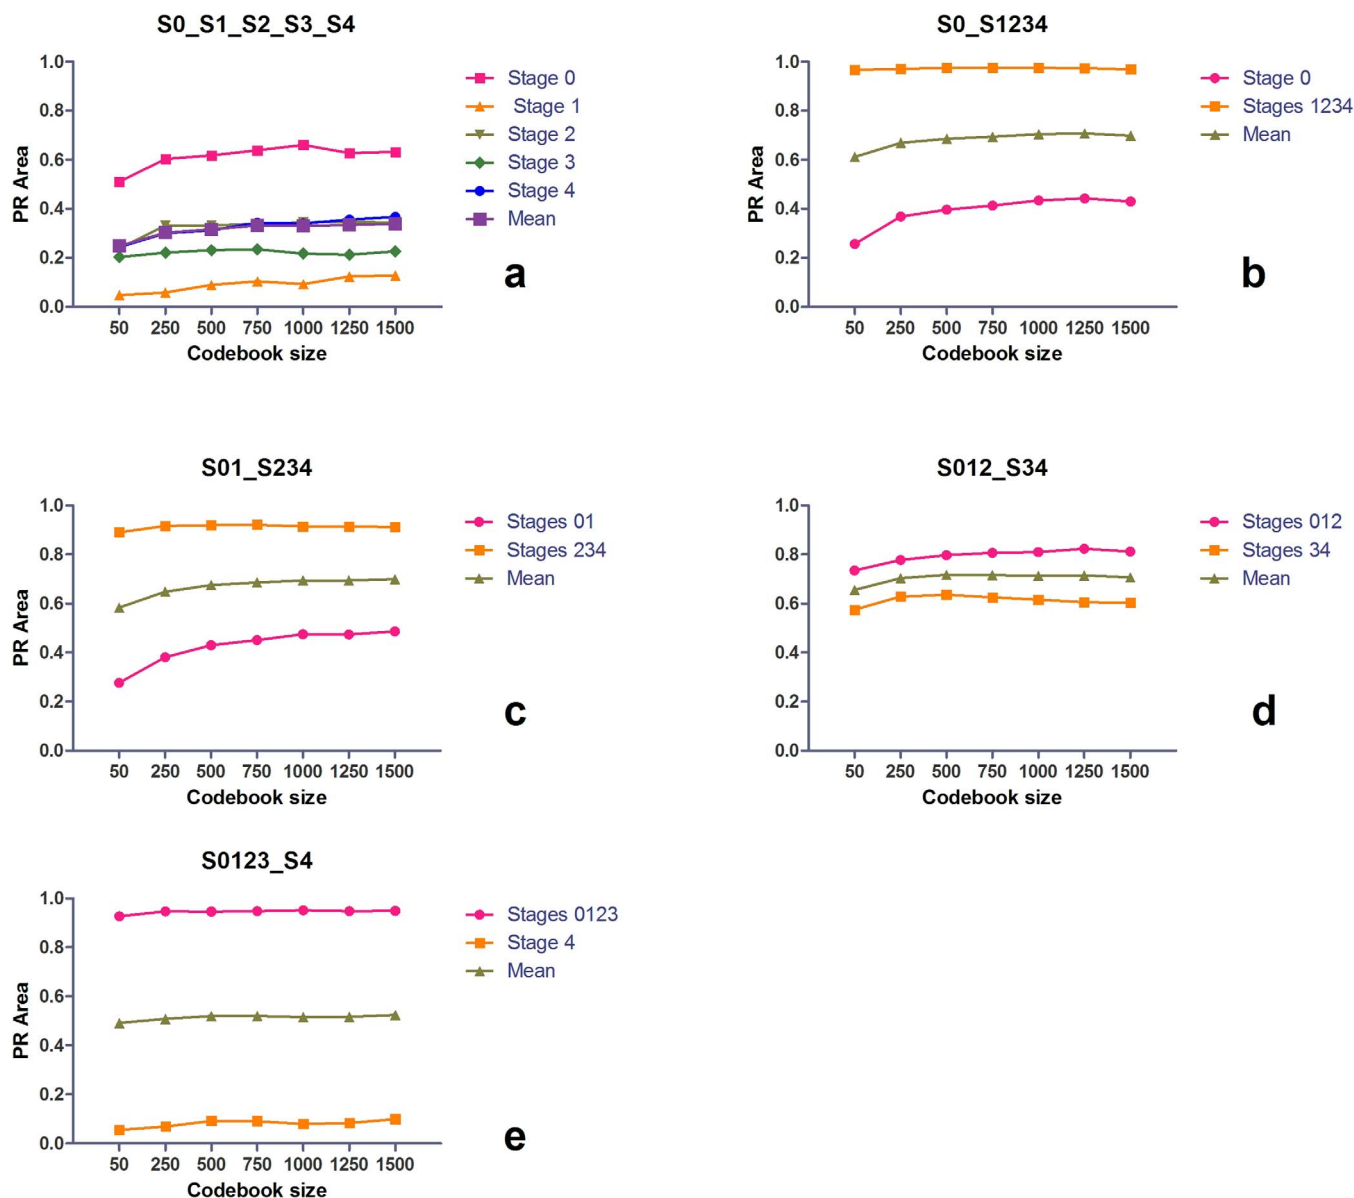 S0_S1_S2_S3_S4
1.0
0.8
0.6
0.4
0.2
0.0
PR Area
50 250 500 750 1000 1250 1500
Codebook size
Stage 0
Stage 1
Stage 2
Stage 3
Stage 4
Mean
a
S0_S1234
1.0
0.8
0.6
0.4
0.2
0.0
PR Area
50 250 500 750 1000 1250 1500
Codebook size
Stage 0
Stages 1234
Mean
b
S01_S234
1.0
0.8
0.6
0.4
0.2
0.0
PR Area
50 250 500 750 1000 1250 1500
Codebook size
Stages 01
Stages 234
Mean
c
S012_S34
1.0
0.8
0.6
0.4
0.2
0.0
PR Area
50 250 500 750 1000 1250 1500
Codebook size
Stages 012
Stages 34
Mean
d
S0123_S4
1.0
0.8
0.6
0.4
0.2
0.0
PR Area
50 250 500 750 1000 1250 1500
Codebook size
Stages 0123
Stage 4
Mean
e